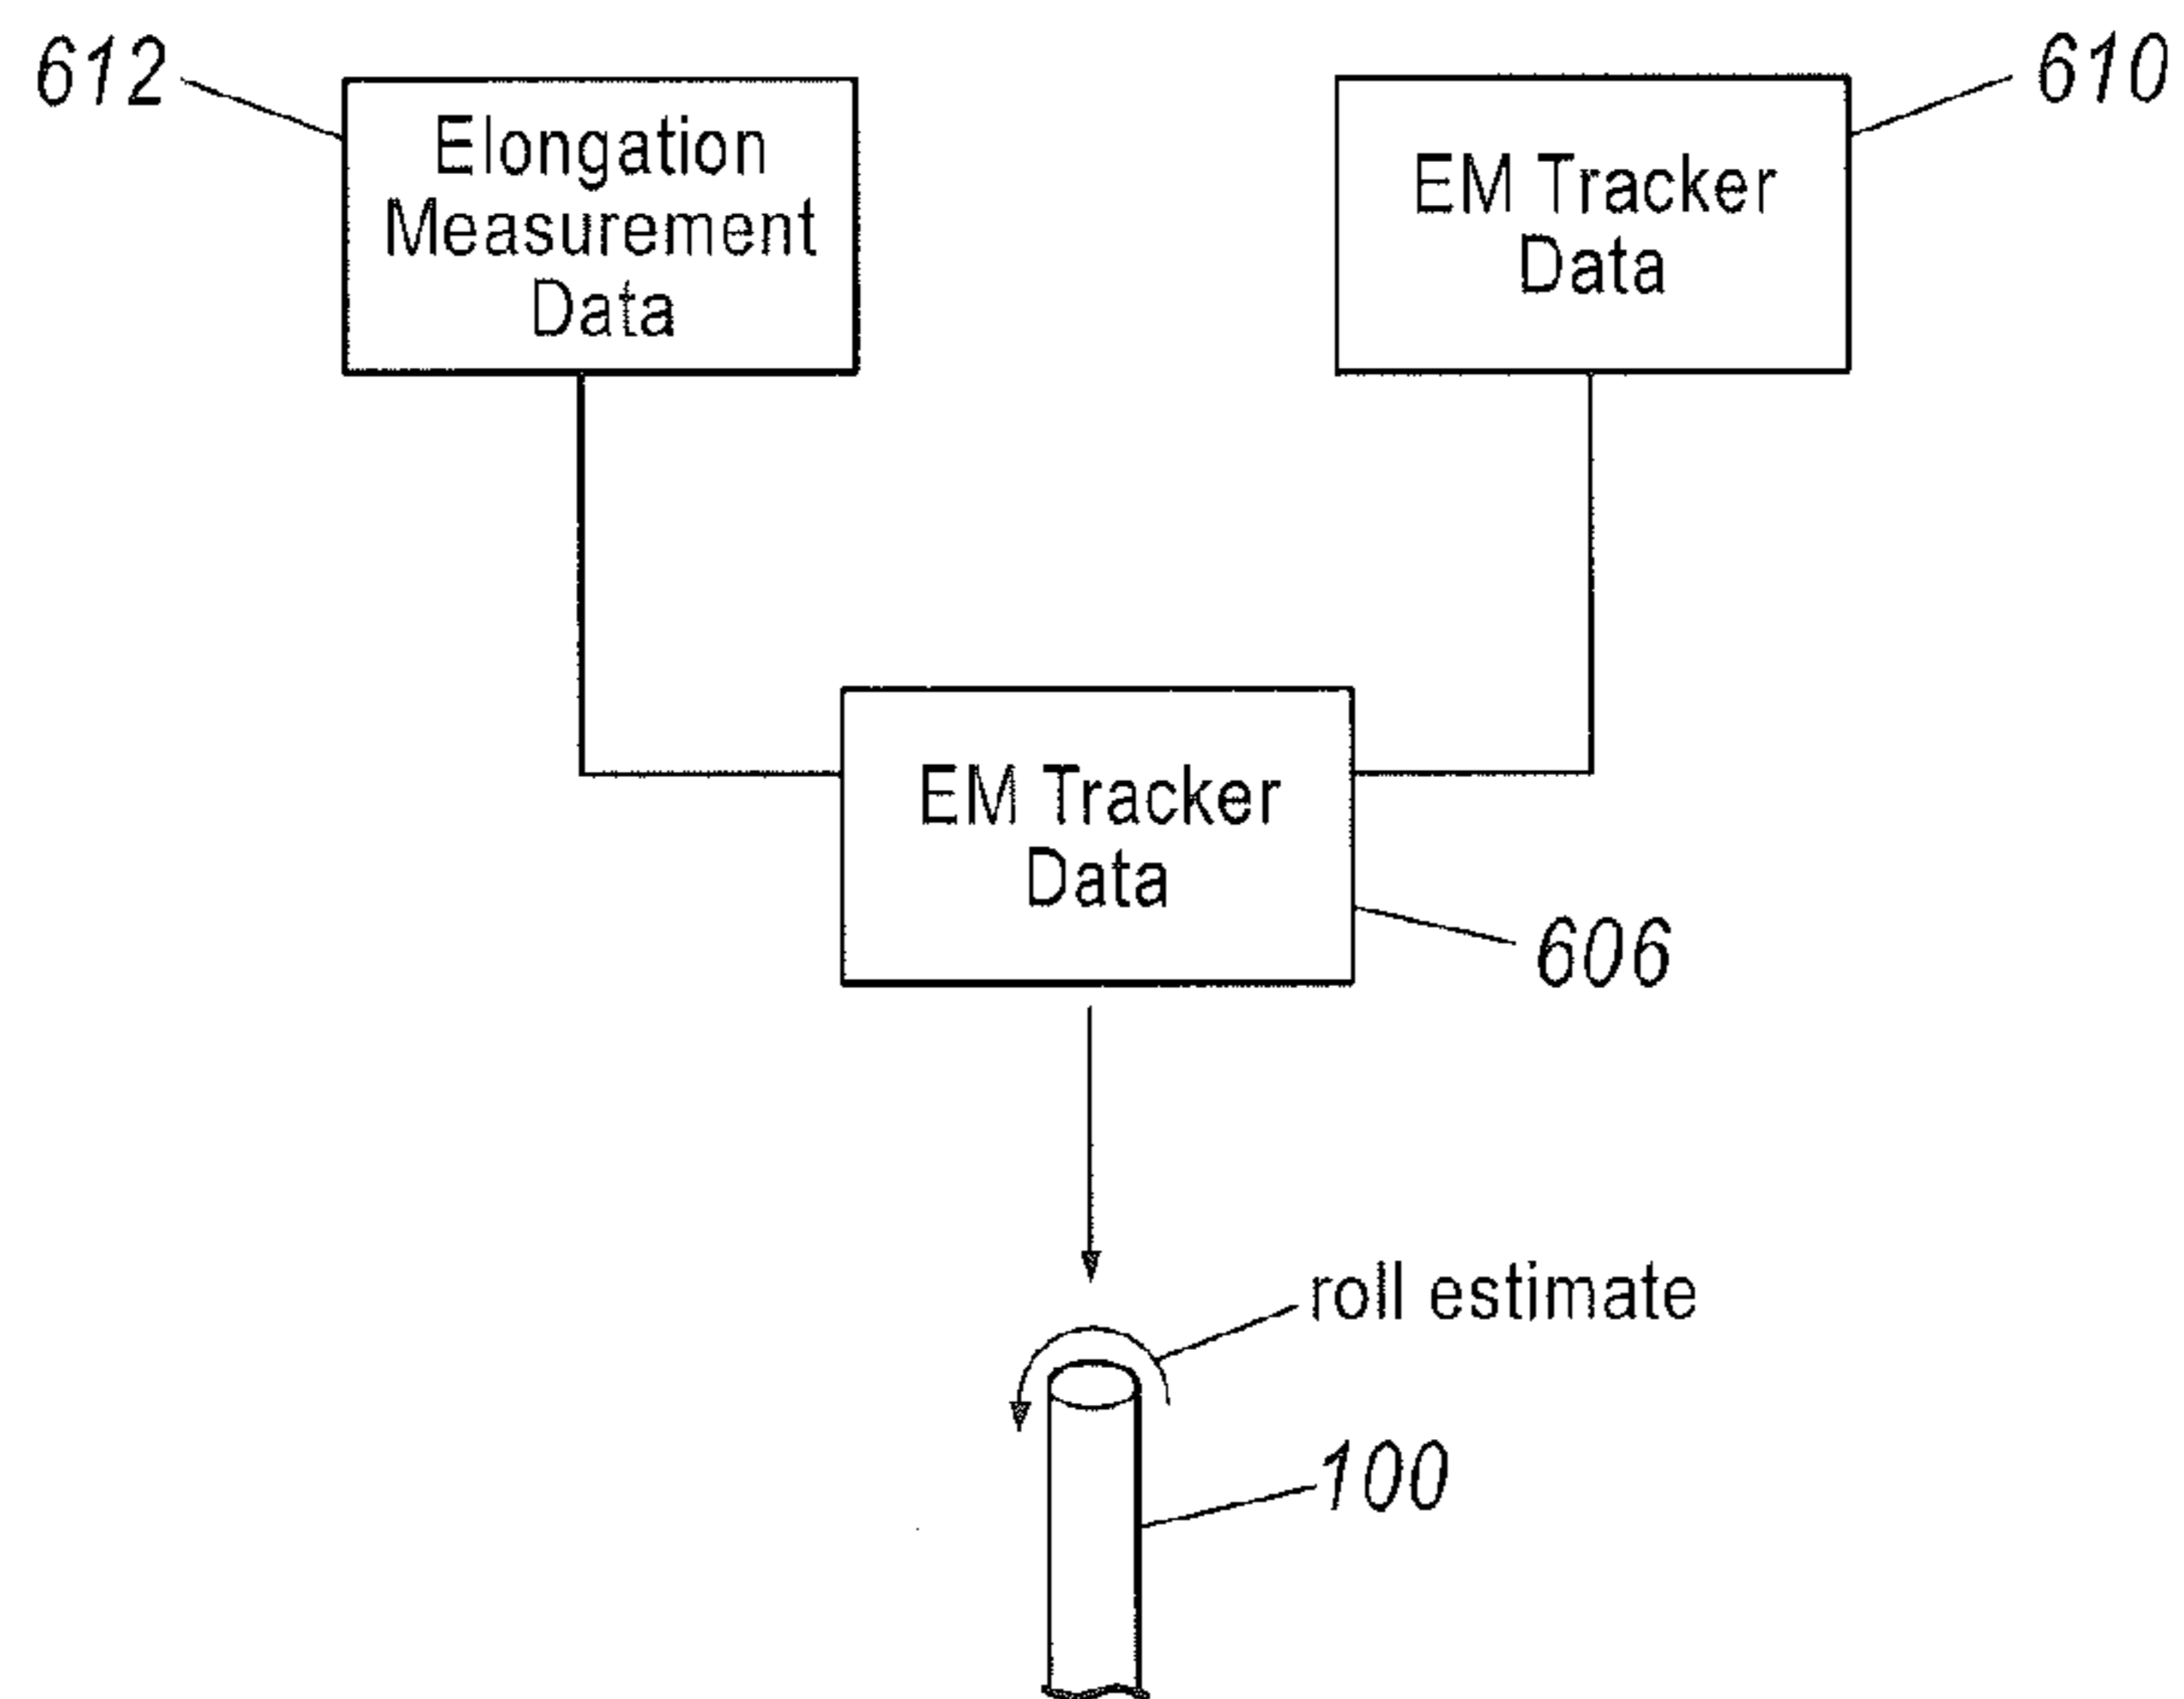 612
Elongation
Measurement
Data
EM Tracker
Data
610
EM Tracker
Data
606
roll estimate
100